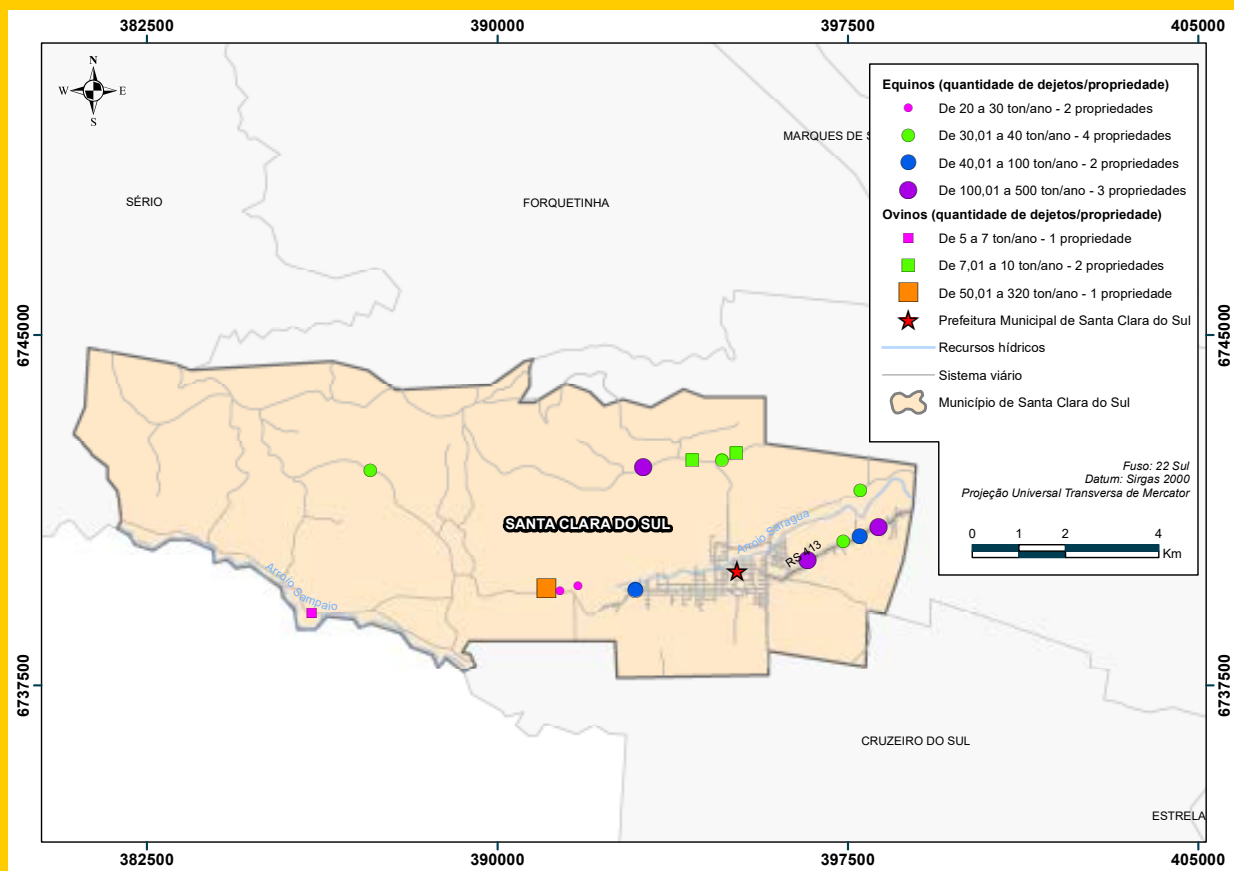 382500
390000
397500
405000
N
W
E
S
Equinos (quantidade de dejetos/propriedade)
De 20 a 30 ton/ano - 2 propriedades
De 30,01 a 40 ton/ano - 4 propriedades
De 40,01 a 100 ton/ano - 2 propriedades
De 100,01 a 500 ton/ano - 3 propriedades
Ovinos (quantidade de dejetos/propriedade)
De 5 a 7 ton/ano - 1 propriedade
De 7,01 a 10 ton/ano - 2 propriedades
De 50,01 a 320 ton/ano - 1 propriedade
Prefeitura Municipal de Santa Clara do Sul
Recursos hídricos
Sistema viário
Município de Santa Clara do Sul
Fuso: 22 Sul
Datum: Sirgas 2000
Projeção Universal Transversa de Mercator
0 1 2 4
Km
MARQUES DE
SÉRIO
FORQUETINHA
6745000
6745000
SANTA CLARA DO SUL
Arroio Saragua
RS-413
Arroio Sampaio
6737500
6737500
CRUZEIRO DO SUL
ESTRELA
382500
390000
397500
405000